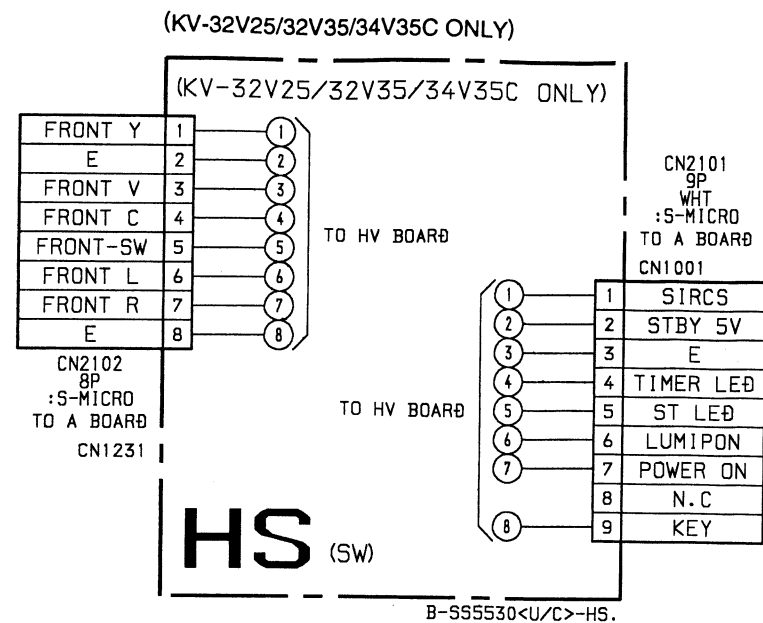 (KV-32V25/32V35/34V35C ONLY)
(KV-32V25/32V35/34V35C ONLY)
FRONT Y 1 1
E 2 2
FRONT V 3 3
FRONT C 4 4
FRONT-SW 5 5
FRONT L 6 6
FRONT R 7 7
E 8 8
TO HV BOARD
CN2102
8P
:S-MICRO
TO A BOARD
CN1231
CN2101
9P
WHT
:S-MICRO
TO A BOARD
CN1001
1 1 SIRCS
2 2 STBY 5V
3 3 E
4 4 TIMER LED
5 5 ST LED
6 6 LUMIPON
7 7 POWER ON
8 N.C
8 9 KEY
TO HV BOARD
HS (SW)
B-SS5530<U/C>-HS.